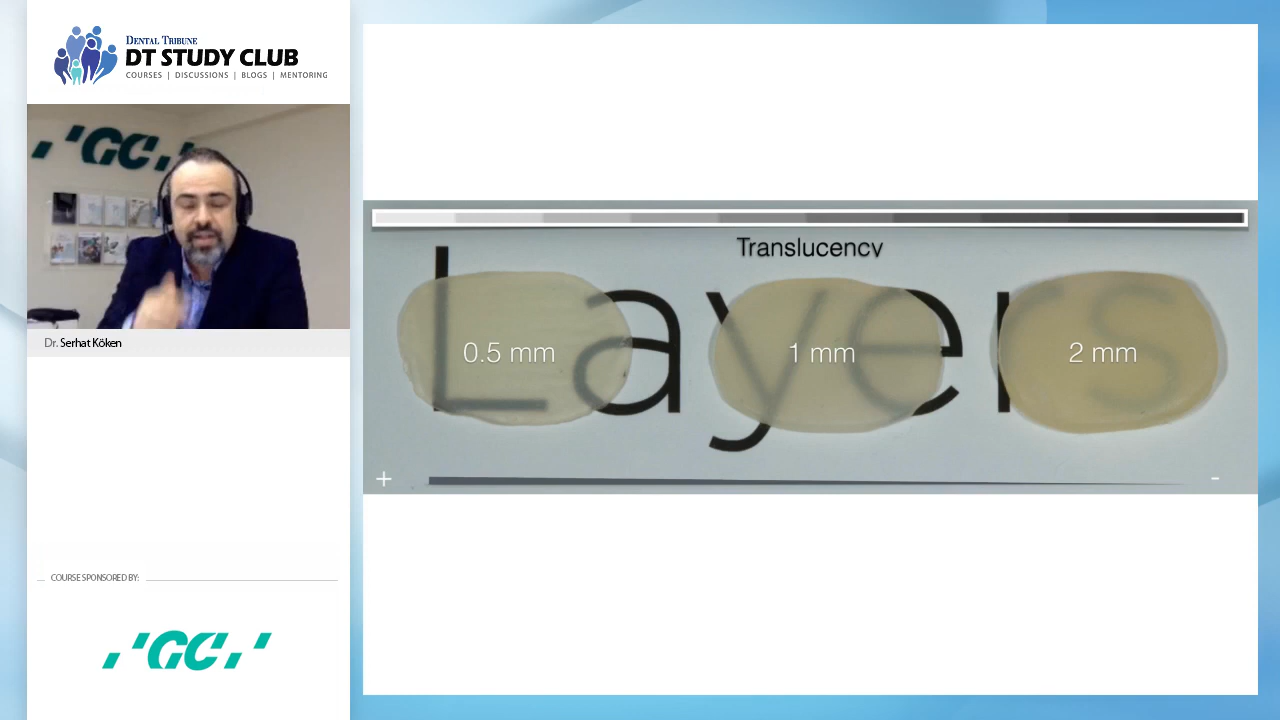 DENTAL TRIBUNE
DT STUDY CLUB
COURSES | DISCUSSIONS | BLOGS | MENTORING
GC
Dr. Serhat Köken
COURSE SPONSORED BY:
GC
Translucency
Layers
0.5 mm
1 mm
2 mm
+
-